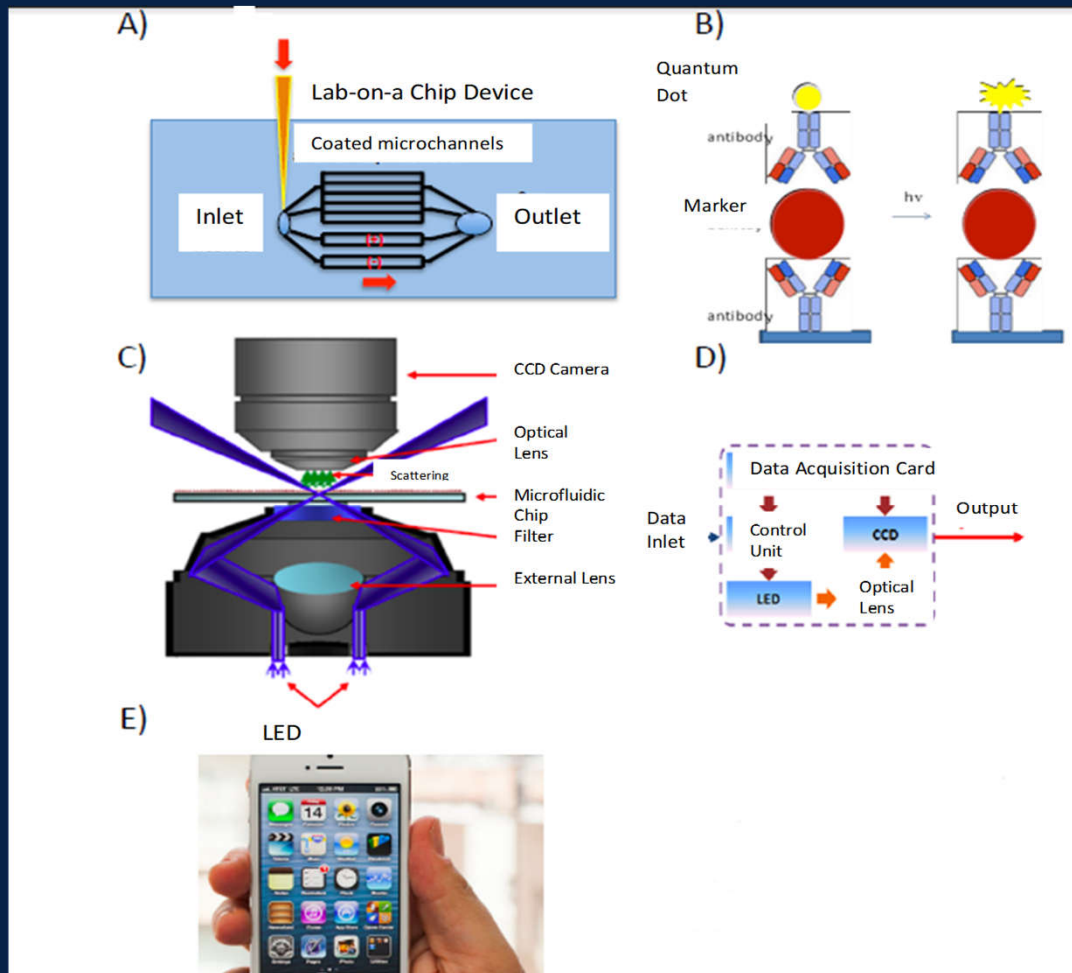 A)
Lab-on-a Chip Device
Coated microchannels
Inlet
Outlet
(+)
(-)
B)
Quantum
Dot
antibody
Marker
hν
antibody
C)
CCD Camera
Optical
Lens
Scattering
Microfluidic
Chip
Filter
External Lens
LED
D)
Data Acquisition Card
Data
Inlet
Control
Unit
CCD
Output
LED
Optical
Lens
E)
14